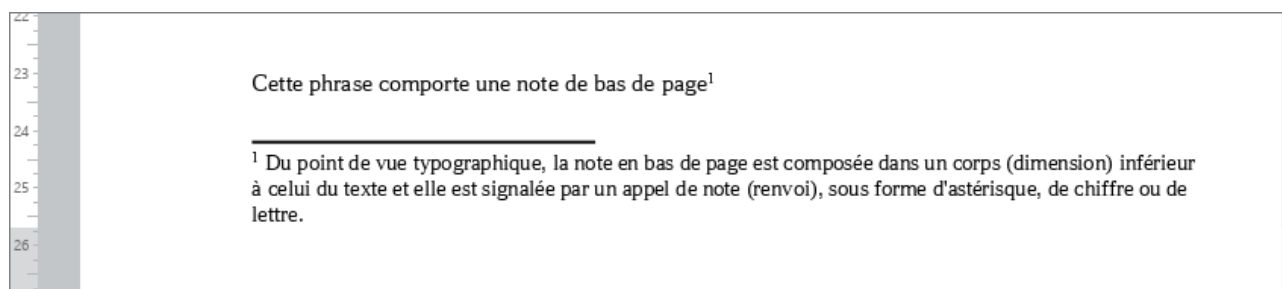 22
23
Cette phrase comporte une note de bas de page¹
24
¹ Du point de vue typographique, la note en bas de page est composée dans un corps (dimension) inférieur
25
à celui du texte et elle est signalée par un appel de note (renvoi), sous forme d'astérisque, de chiffre ou de
lettre.
26